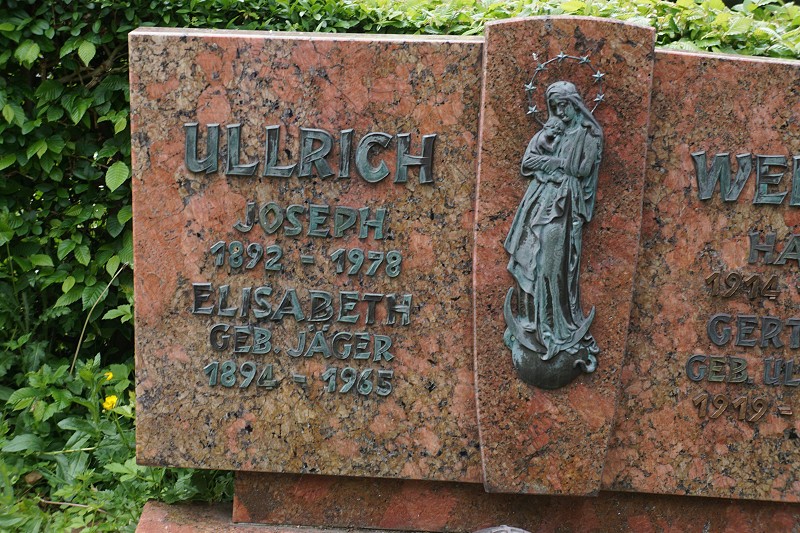 ULLRICH
JOSEPH
1892 - 1978
ELISABETH
GEB. JÄGER
1894 - 1965
1914
GEB.
1919 -